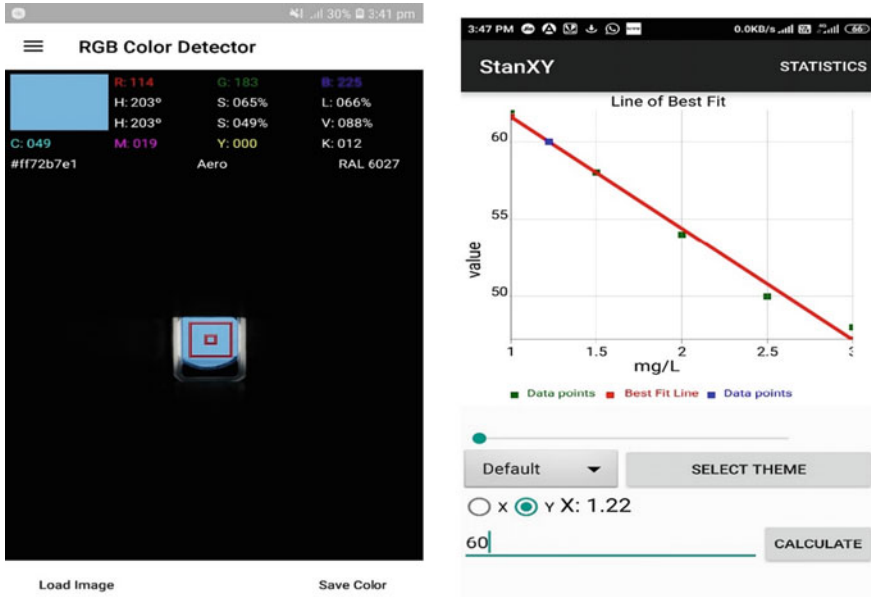 30% 3:41 pm
RGB Color Detector
R: 114 G: 183 B: 225
H: 203° S: 065% L: 066%
H: 203° S: 049% V: 088%
C: 049 M: 019 Y: 000 K: 012
#ff72b7e1 Aero RAL 6027
Load Image Save Color
3:47 PM 0.0KB/s 66
StanXY STATISTICS
Line of Best Fit
60
55
50
value
1 1.5 2 2.5 3
mg/L
Data points Best Fit Line Data points
Default SELECT THEME
X Y X: 1.22
60 CALCULATE